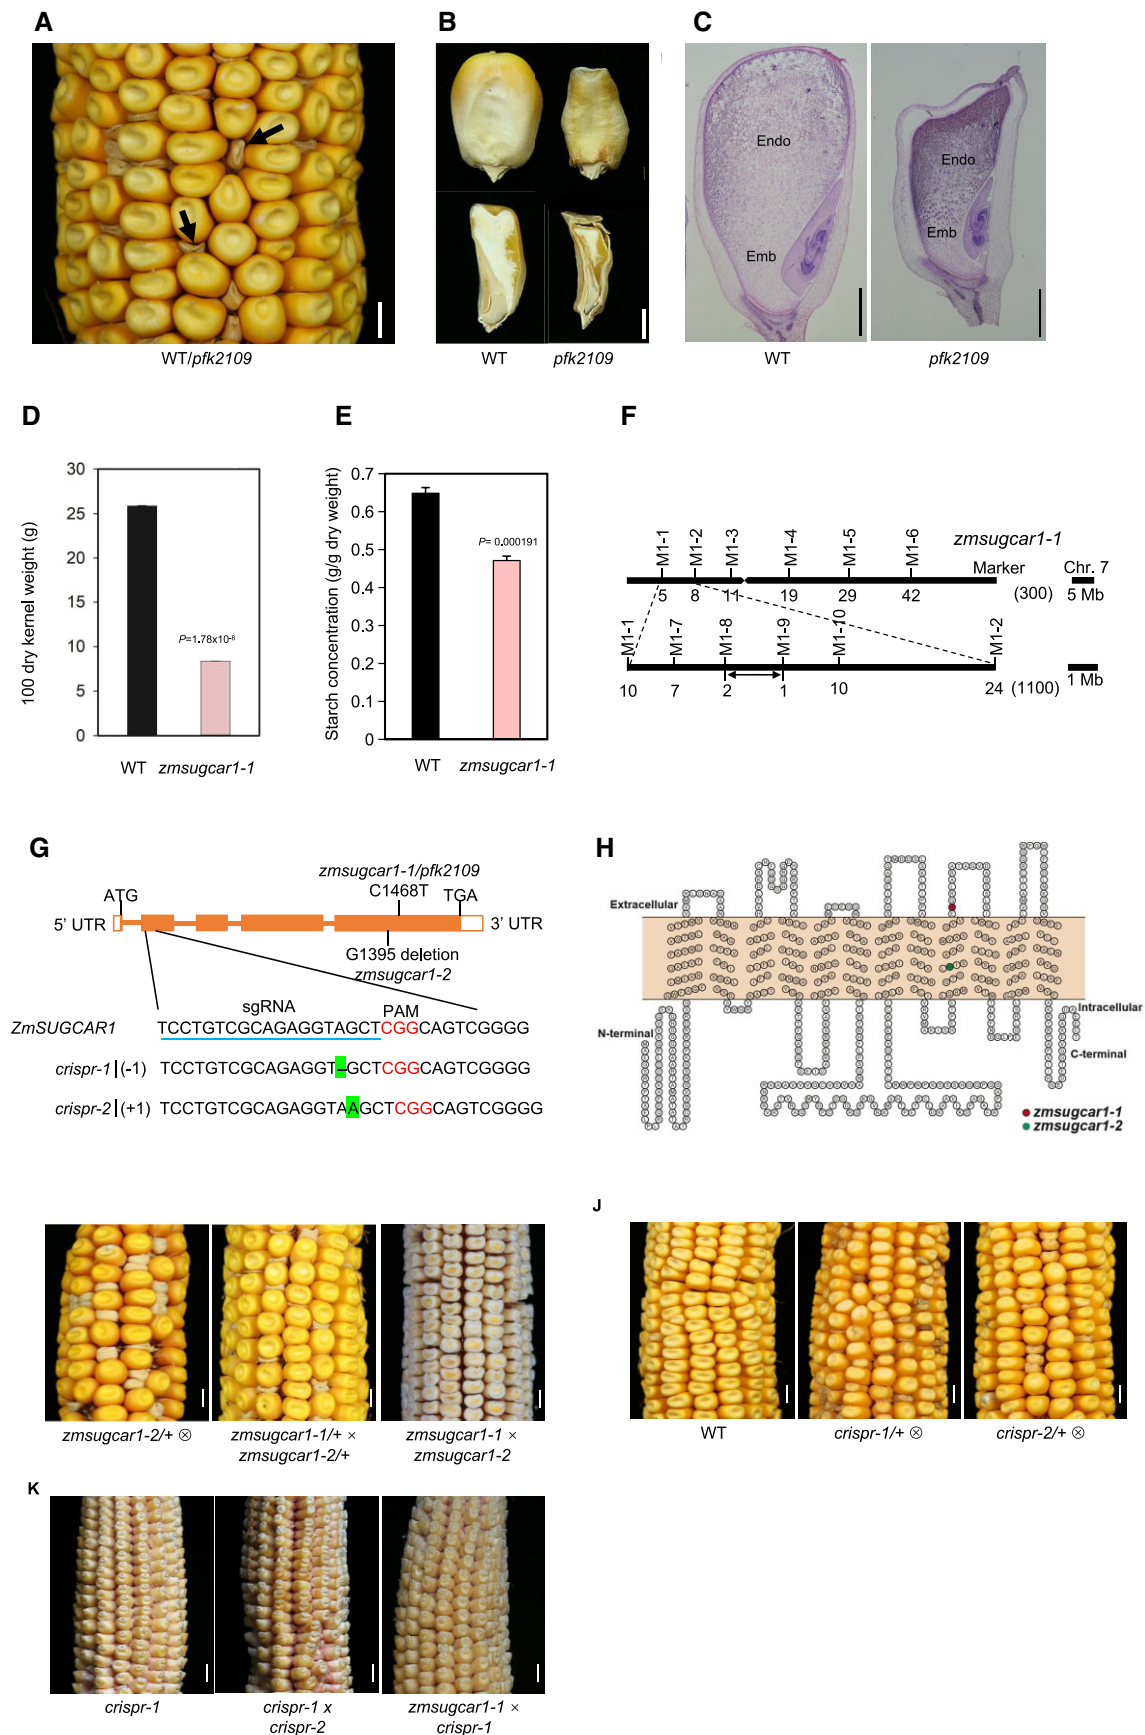 A
B
C
Endo
Emb
Endo
Emb
WT/pfk2109
WT
pfk2109
WT
pfk2109
D
E
F
100 dry kernel weight (g)
30
25
20
15
10
5
0
P=1.78x10⁻⁸
WT
zmsugcar1-1
Starch concentration (g/g dry weight)
0.7
0.6
0.5
0.4
0.3
0.2
0.1
0
P= 0.000191
WT
zmsugcar1-1
M1-1
M1-2
M1-3
M1-4
M1-5
M1-6
zmsugcar1-1
Marker
Chr. 7
5 8 11 19 29 42 (300) 5 Mb
M1-1
M1-7
M1-8
M1-9
M1-10
M1-2
1 Mb
10 7 2 1 10 24 (1100)
G
zmsugcar1-1/pfk2109
C1468T
ATG
TGA
5' UTR
3' UTR
G1395 deletion
zmsugcar1-2
sgRNA
PAM
ZmSUGCAR1 TCCTGTCGCAGAGGTAGCTCGGCAGTCGGGG
crispr-1 (-1) TCCTGTCGCAGAGGT–GCTCGGCAGTCGGGG
crispr-2 (+1) TCCTGTCGCAGAGGTAAGCTCGGCAGTCGGGG
H
Extracellular
Intracellular
N-terminal
C-terminal
zmsugcar1-1
zmsugcar1-2
zmsugcar1-2/+ ⊗
zmsugcar1-1/+ ×
zmsugcar1-2/+
zmsugcar1-1 ×
zmsugcar1-2
J
WT
crispr-1/+ ⊗
crispr-2/+ ⊗
K
crispr-1
crispr-1 x
crispr-2
zmsugcar1-1 ×
crispr-1